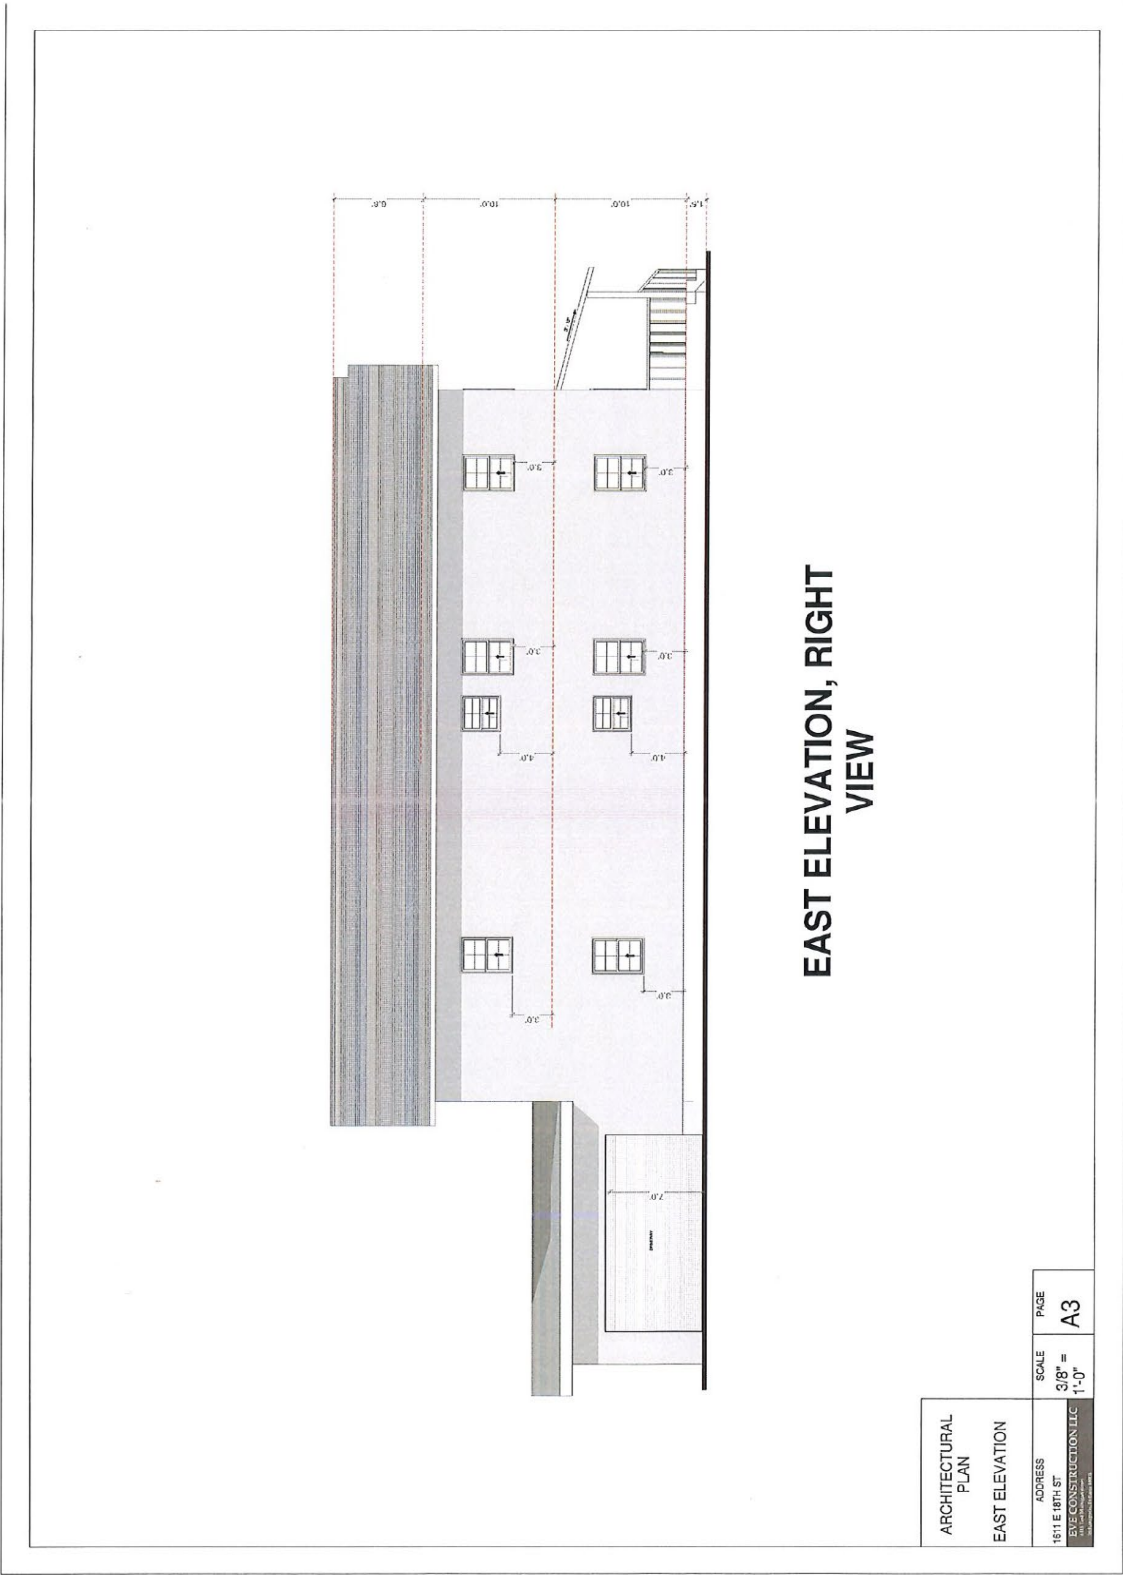 6.8'
10.0'
10.0'
1.5'
3.0'
3.0'
3.0'
3.0'
4.0'
4.0'
3.0'
3.0'
7.0'
EAST ELEVATION, RIGHT
VIEW
ARCHITECTURAL
PLAN
EAST ELEVATION
ADDRESS
1611 E 18TH ST
EVE CONSTRUCTION LLC
SCALE
3/8" =
1'-0"
PAGE
A3